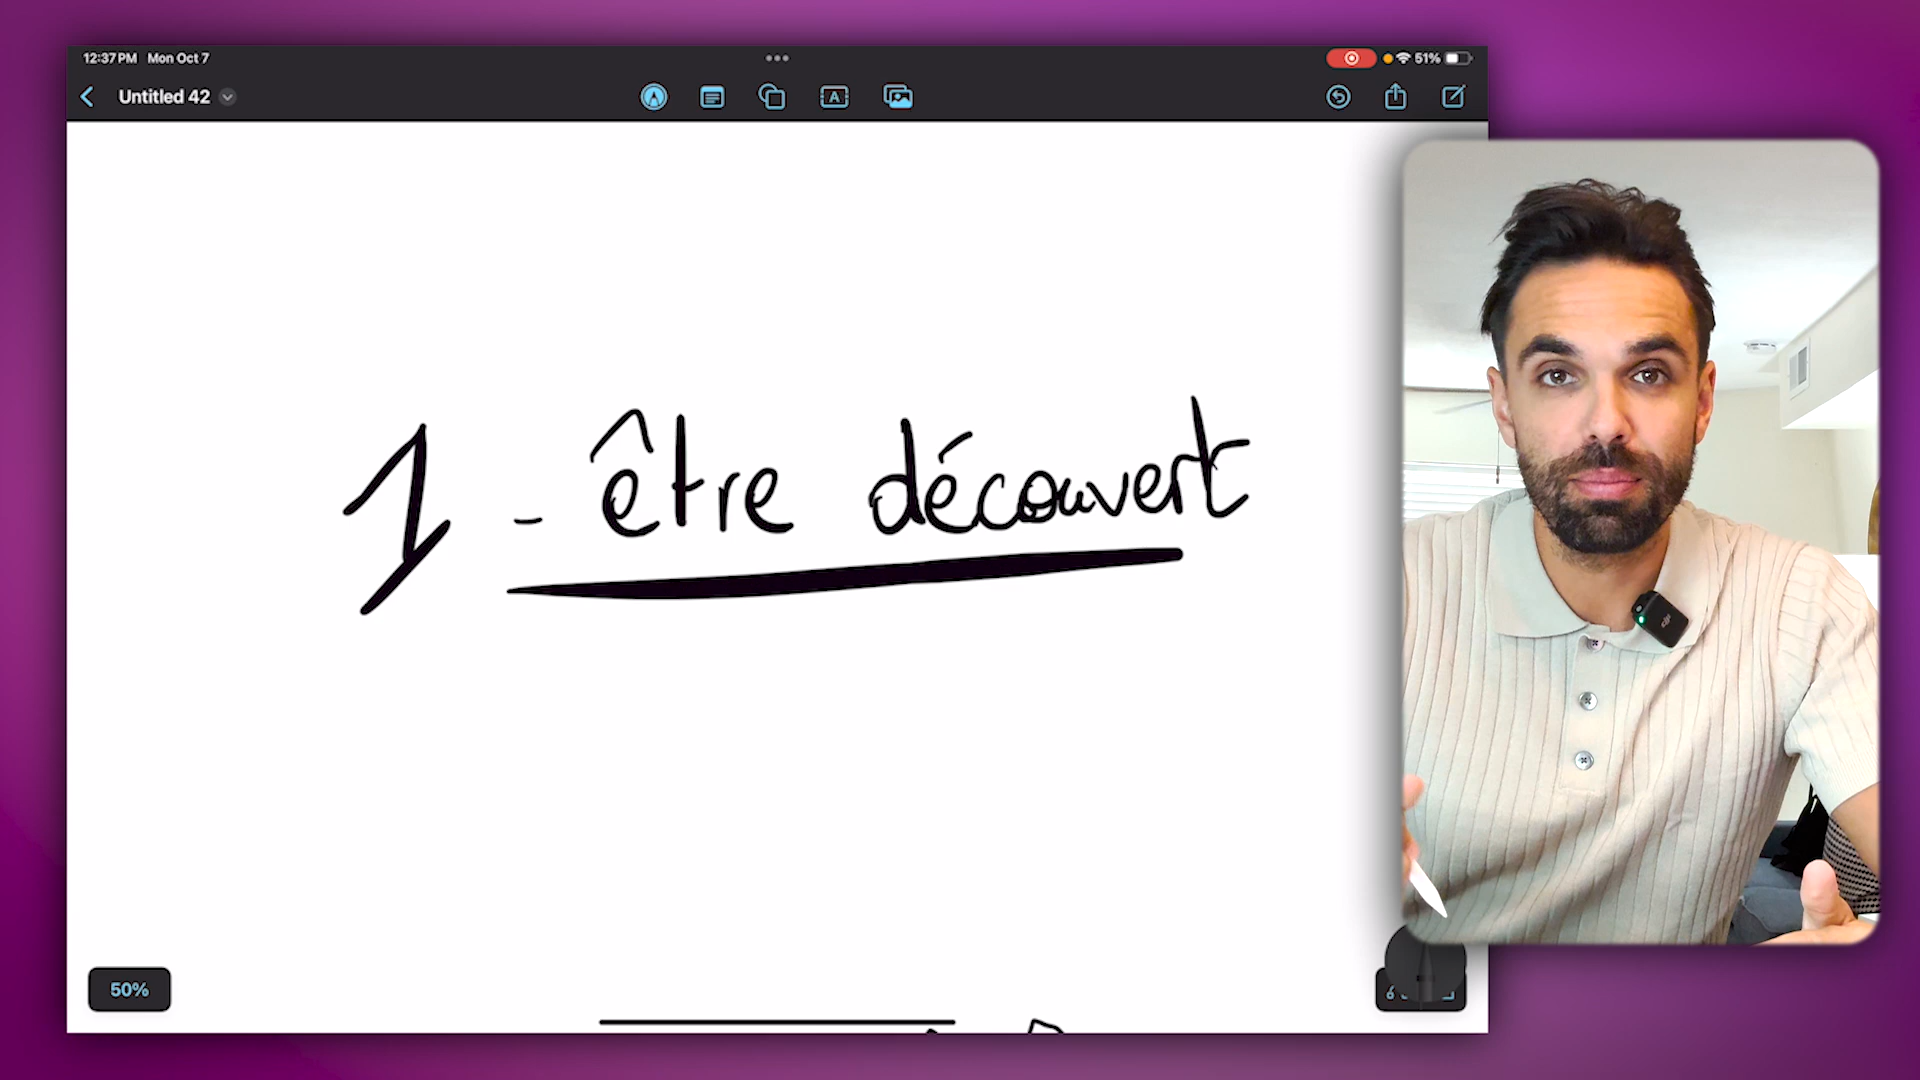 12:37 PM Mon Oct 7
51%
Untitled 42
A
1 - être découvert
50%